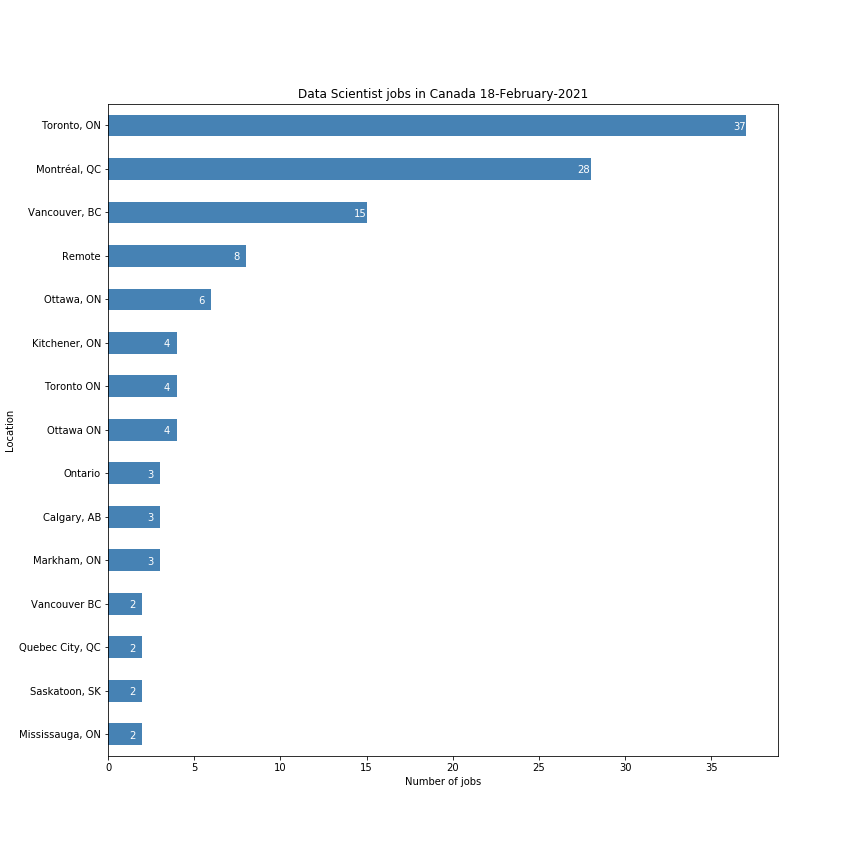 Data Scientist jobs in Canada 18-February-2021
Toronto, ON 37
Montréal, QC 28
Vancouver, BC 15
Remote 8
Ottawa, ON 6
Kitchener, ON 4
Toronto ON 4
Ottawa ON 4
Location
Ontario 3
Calgary, AB 3
Markham, ON 3
Vancouver BC 2
Quebec City, QC 2
Saskatoon, SK 2
Mississauga, ON 2
0 5 10 15 20 25 30 35
Number of jobs